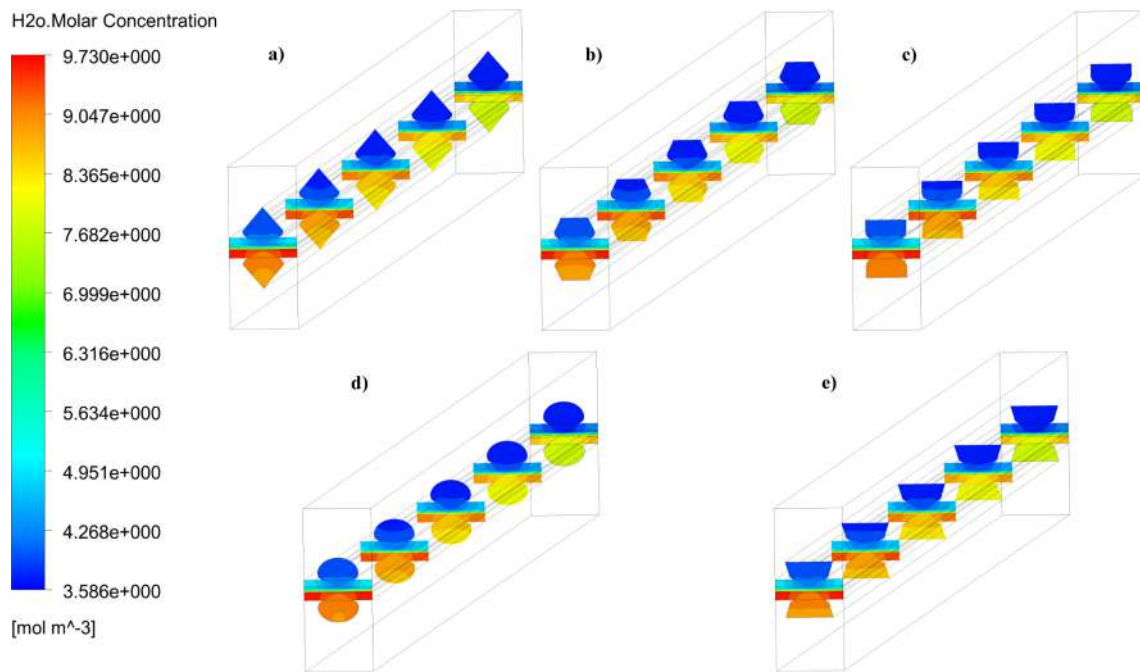 H2o.Molar Concentration
9.730e+000
9.047e+000
8.365e+000
7.682e+000
6.999e+000
6.316e+000
5.634e+000
4.951e+000
4.268e+000
3.586e+000
[mol m^-3]
a)
b)
c)
d)
e)